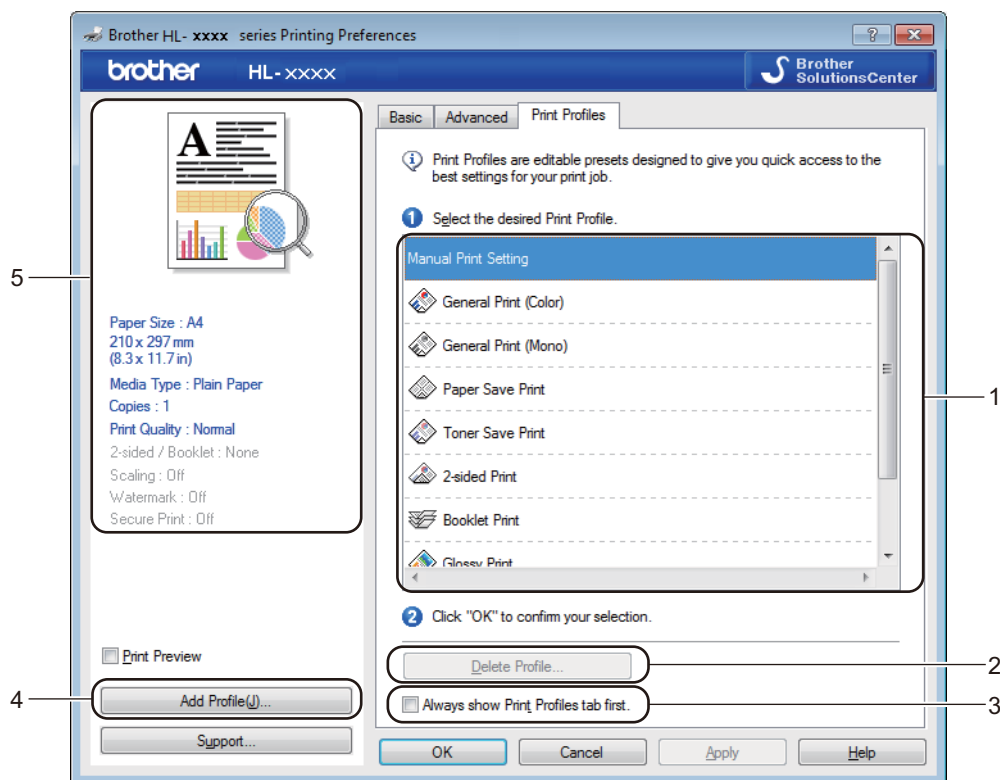 Brother HL- xxxx series Printing Preferences
brother HL-xxxx
Brother
SolutionsCenter
A
Paper Size : A4
210 x 297 mm
(8.3 x 11.7 in)
Media Type : Plain Paper
Copies : 1
Print Quality : Normal
2-sided / Booklet : None
Scaling : Off
Watermark : Off
Secure Print : Off
Print Preview
Add Profile(J)...
Support...
Basic Advanced Print Profiles
Print Profiles are editable presets designed to give you quick access to the
best settings for your print job.
1 Select the desired Print Profile.
Manual Print Setting
General Print (Color)
General Print (Mono)
Paper Save Print
Toner Save Print
2-sided Print
Booklet Print
Glossy Print
2 Click "OK" to confirm your selection.
Delete Profile...
Always show Print Profiles tab first.
OK Cancel Apply Help
5
4
1
2
3